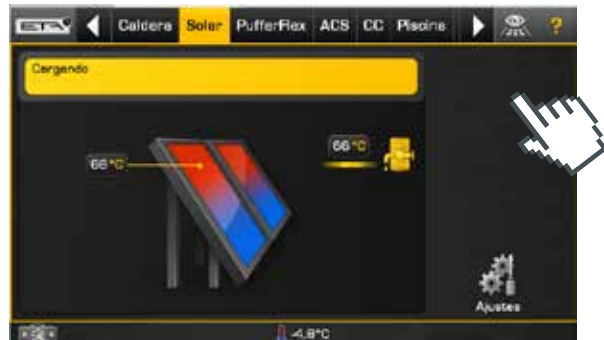 ETA
Caldera Solar PufferFlex ACS CC Piscina ?
Cargando
66°C
66°C
Ajustes
-4.8°C